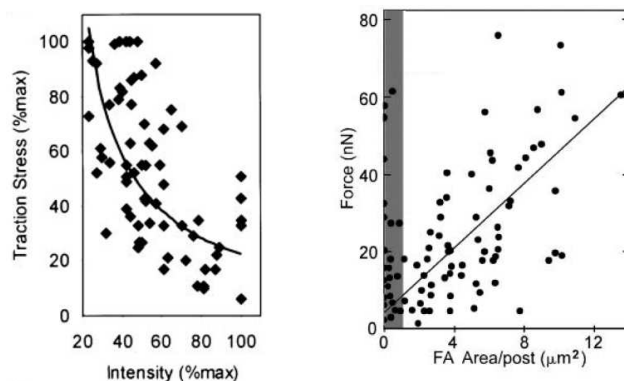 Traction Stress (%max)
100
80
60
40
20
0
20 40 60 80 100
Intensity (%max)
Force (nN)
80
60
40
20
0
0 4 8 12
FA Area/post (μm²)